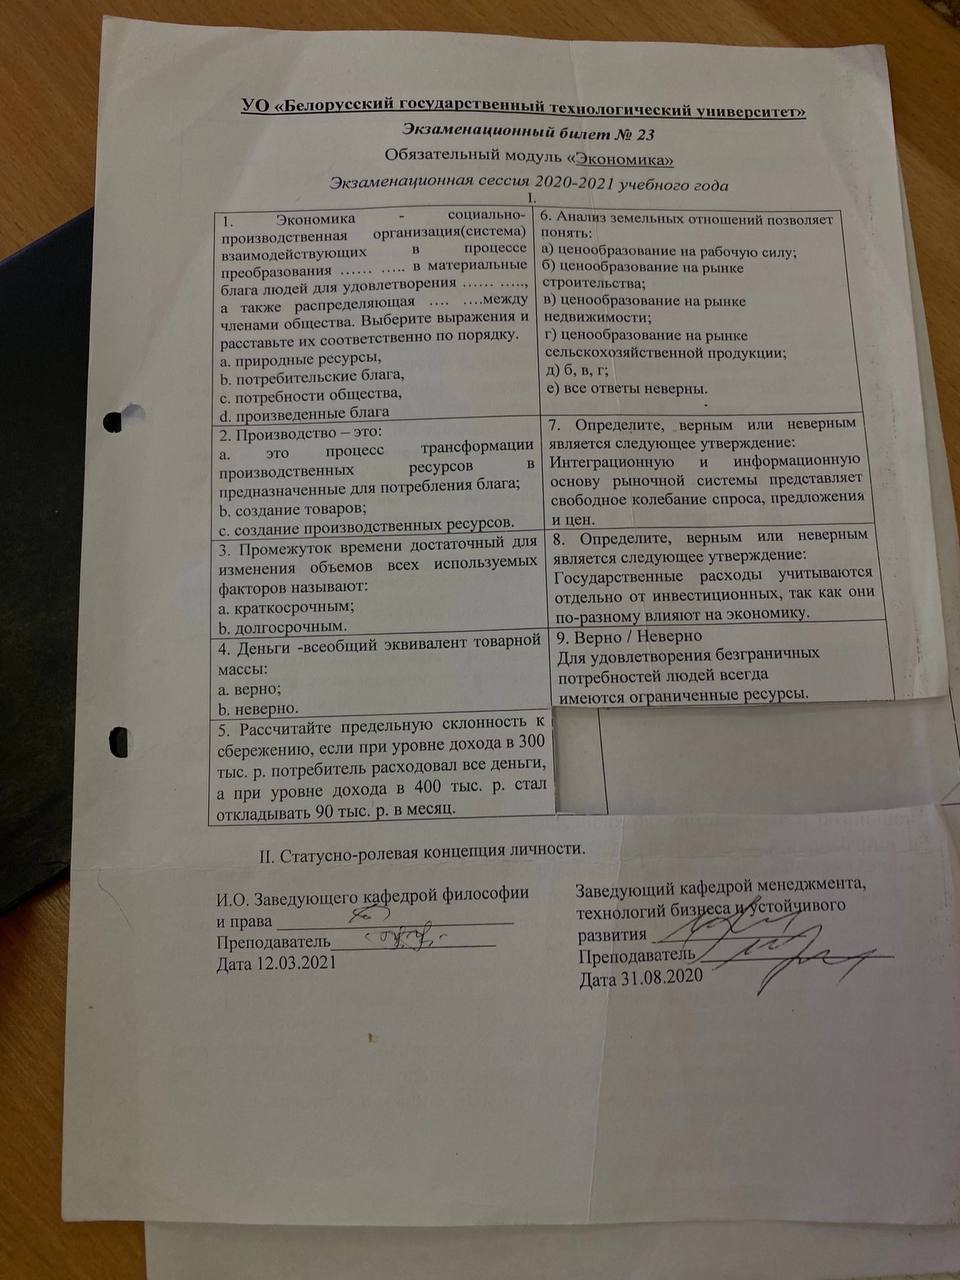 УО «Белорусский государственный технологический университет»
Экзаменационный билет № 23
Обязательный модуль «Экономика»
Экзаменационная сессия 2020-2021 учебного года
I.
1. Экономика - социально-
производственная организация(система)
взаимодействующих в процессе
преобразования …… ….. в материальные
блага людей для удовлетворения …… …..,
а также распределяющая …. ….между
членами общества. Выберите выражения и
расставьте их соответственно по порядку.
a. природные ресурсы,
b. потребительские блага,
c. потребности общества,
d. произведенные блага
2. Производство – это:
a. это процесс трансформации
производственных ресурсов в
предназначенные для потребления блага;
b. создание товаров;
c. создание производственных ресурсов.
3. Промежуток времени достаточный для
изменения объемов всех используемых
факторов называют:
a. краткосрочным;
b. долгосрочным.
4. Деньги -всеобщий эквивалент товарной
массы:
a. верно;
b. неверно.
5. Рассчитайте предельную склонность к
сбережению, если при уровне дохода в 300
тыс. р. потребитель расходовал все деньги,
а при уровне дохода в 400 тыс. р. стал
откладывать 90 тыс. р. в месяц.
6. Анализ земельных отношений позволяет
понять:
а) ценообразование на рабочую силу;
б) ценообразование на рынке
строительства;
в) ценообразование на рынке
недвижимости;
г) ценообразование на рынке
сельскохозяйственной продукции;
д) б, в, г;
е) все ответы неверны.
7. Определите, верным или неверным
является следующее утверждение:
Интеграционную и информационную
основу рыночной системы представляет
свободное колебание спроса, предложения
и цен.
8. Определите, верным или неверным
является следующее утверждение:
Государственные расходы учитываются
отдельно от инвестиционных, так как они
по-разному влияют на экономику.
9. Верно / Неверно
Для удовлетворения безграничных
потребностей людей всегда
имеются ограниченные ресурсы.
II. Статусно-ролевая концепция личности.
И.О. Заведующего кафедрой философии
и права
Преподаватель
Дата 12.03.2021
Заведующий кафедрой менеджмента,
технологий бизнеса и устойчивого
развития
Преподаватель
Дата 31.08.2020